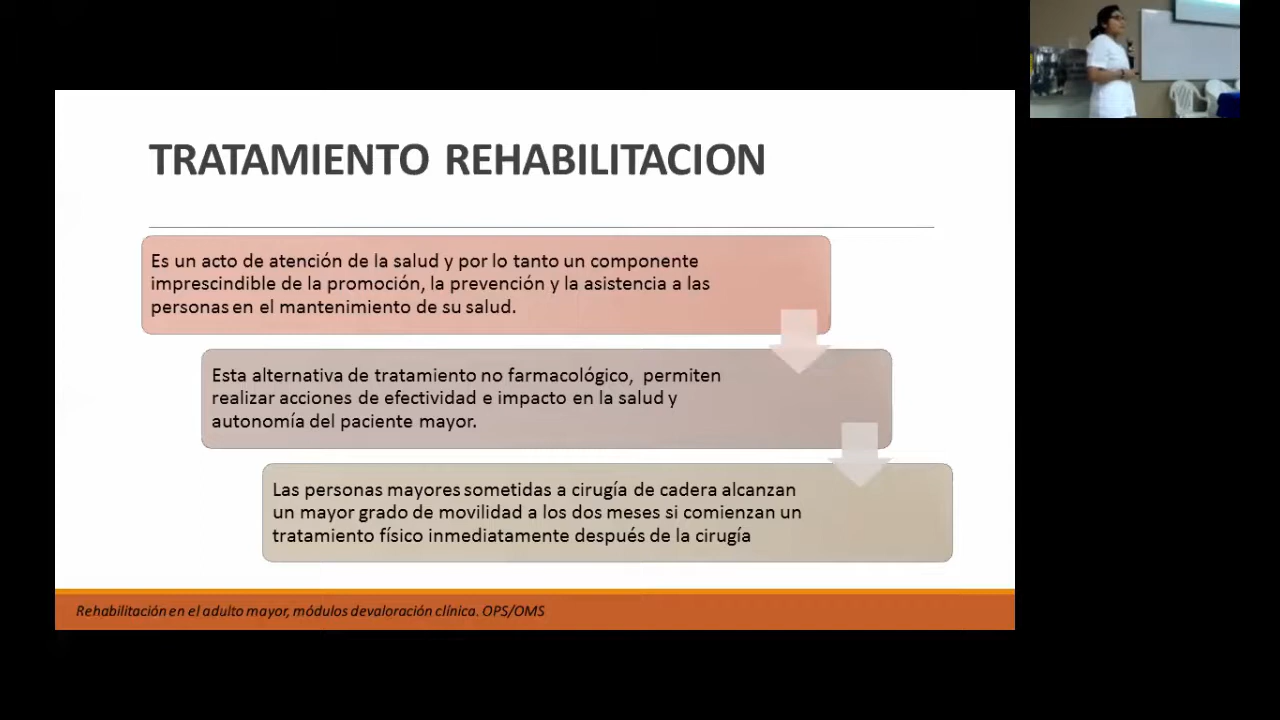 TRATAMIENTO REHABILITACION
Es un acto de atención de la salud y por lo tanto un componente
imprescindible de la promoción, la prevención y la asistencia a las
personas en el mantenimiento de su salud.
Esta alternativa de tratamiento no farmacológico, permiten
realizar acciones de efectividad e impacto en la salud y
autonomía del paciente mayor.
Las personas mayores sometidas a cirugía de cadera alcanzan
un mayor grado de movilidad a los dos meses si comienzan un
tratamiento físico inmediatamente después de la cirugía
Rehabilitación en el adulto mayor, módulos devaloración clínica. OPS/OMS